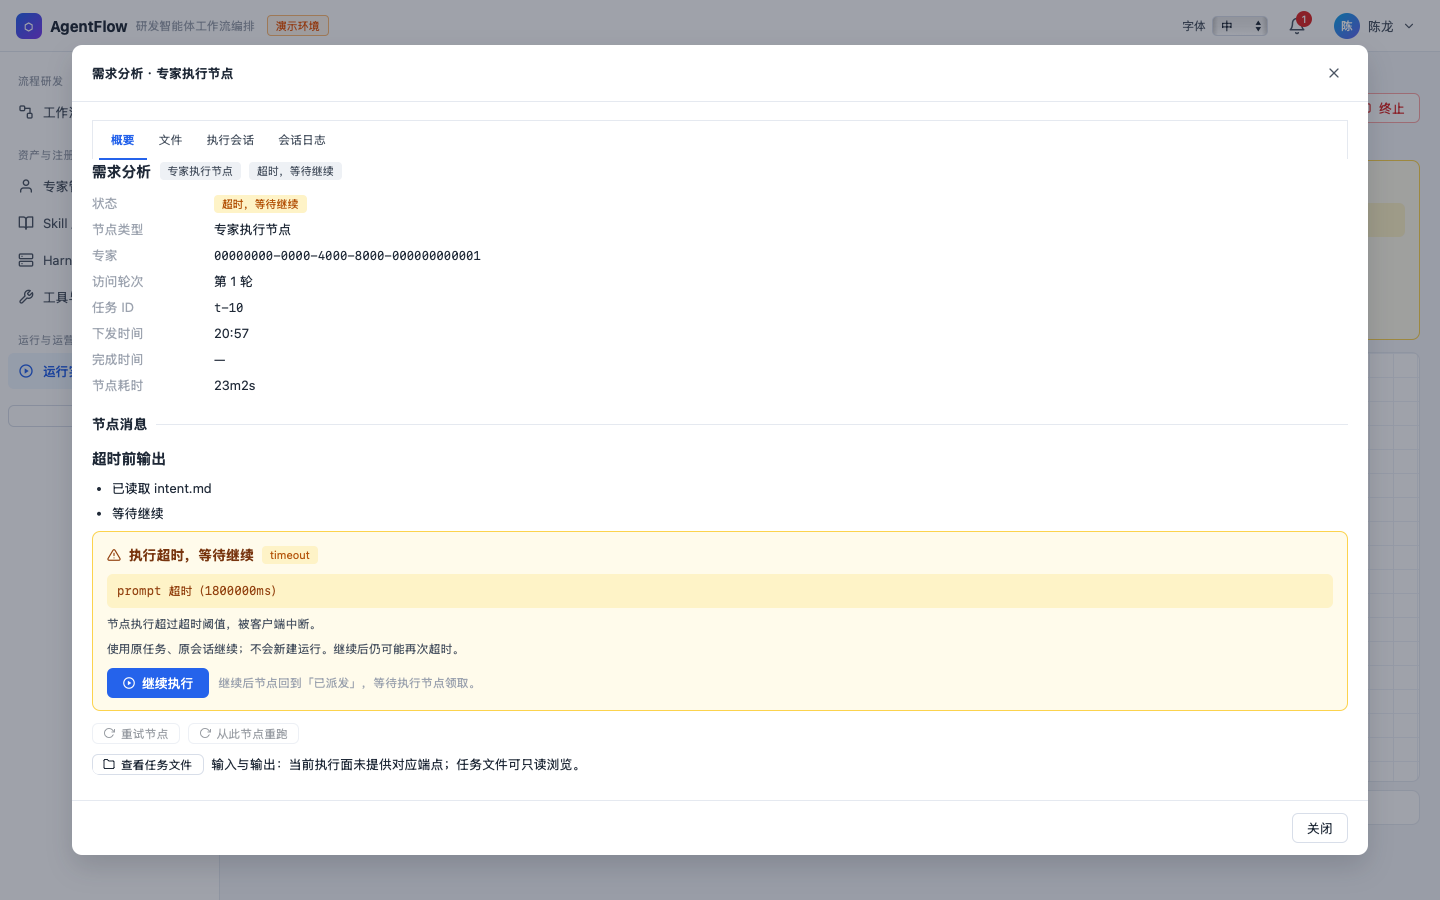 AgentFlow 研发智能体工作流编排 演示环境
字体 中 1 陈 陈龙
流程研发
工作
资产与注册
专家
Skill
Harn
工具
运行与运营
运行
终止
需求分析 · 专家执行节点
概要 文件 执行会话 会话日志
需求分析 专家执行节点 超时，等待继续
状态 超时，等待继续
节点类型 专家执行节点
专家 00000000-0000-4000-8000-000000000001
访问轮次 第 1 轮
任务 ID t-10
下发时间 20:57
完成时间 —
节点耗时 23m2s
节点消息
超时前输出
• 已读取 intent.md
• 等待继续
执行超时，等待继续 timeout
prompt 超时（1800000ms）
节点执行超过超时阈值，被客户端中断。
使用原任务、原会话继续；不会新建运行。继续后仍可能再次超时。
继续执行 继续后节点回到「已派发」，等待执行节点领取。
重试节点 从此节点重跑
查看任务文件 输入与输出：当前执行面未提供对应端点；任务文件可只读浏览。
关闭